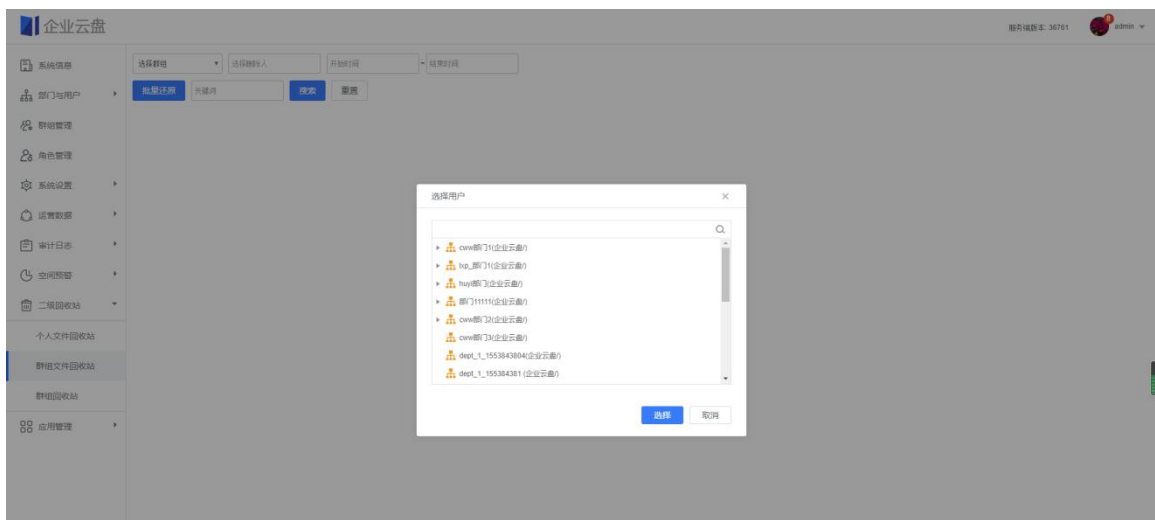 企业云盘
服务端版本: 36761
admin
系统信息
部门与用户
群组管理
角色管理
系统设置
运营数据
审计日志
空间预警
二级回收站
个人文件回收站
群组文件回收站
群组回收站
应用管理
选择群组
选择删除人
开始时间
-
结束时间
批量还原
关键词
搜索
重置
选择用户
cww部门1(企业云盘/)
lxp_部门1(企业云盘/)
huyi部门(企业云盘/)
部门11111(企业云盘/)
cww部门2(企业云盘/)
cww部门3(企业云盘/)
dept_1_1553843804(企业云盘/)
dept_1_155384381 (企业云盘/)
选择
取消